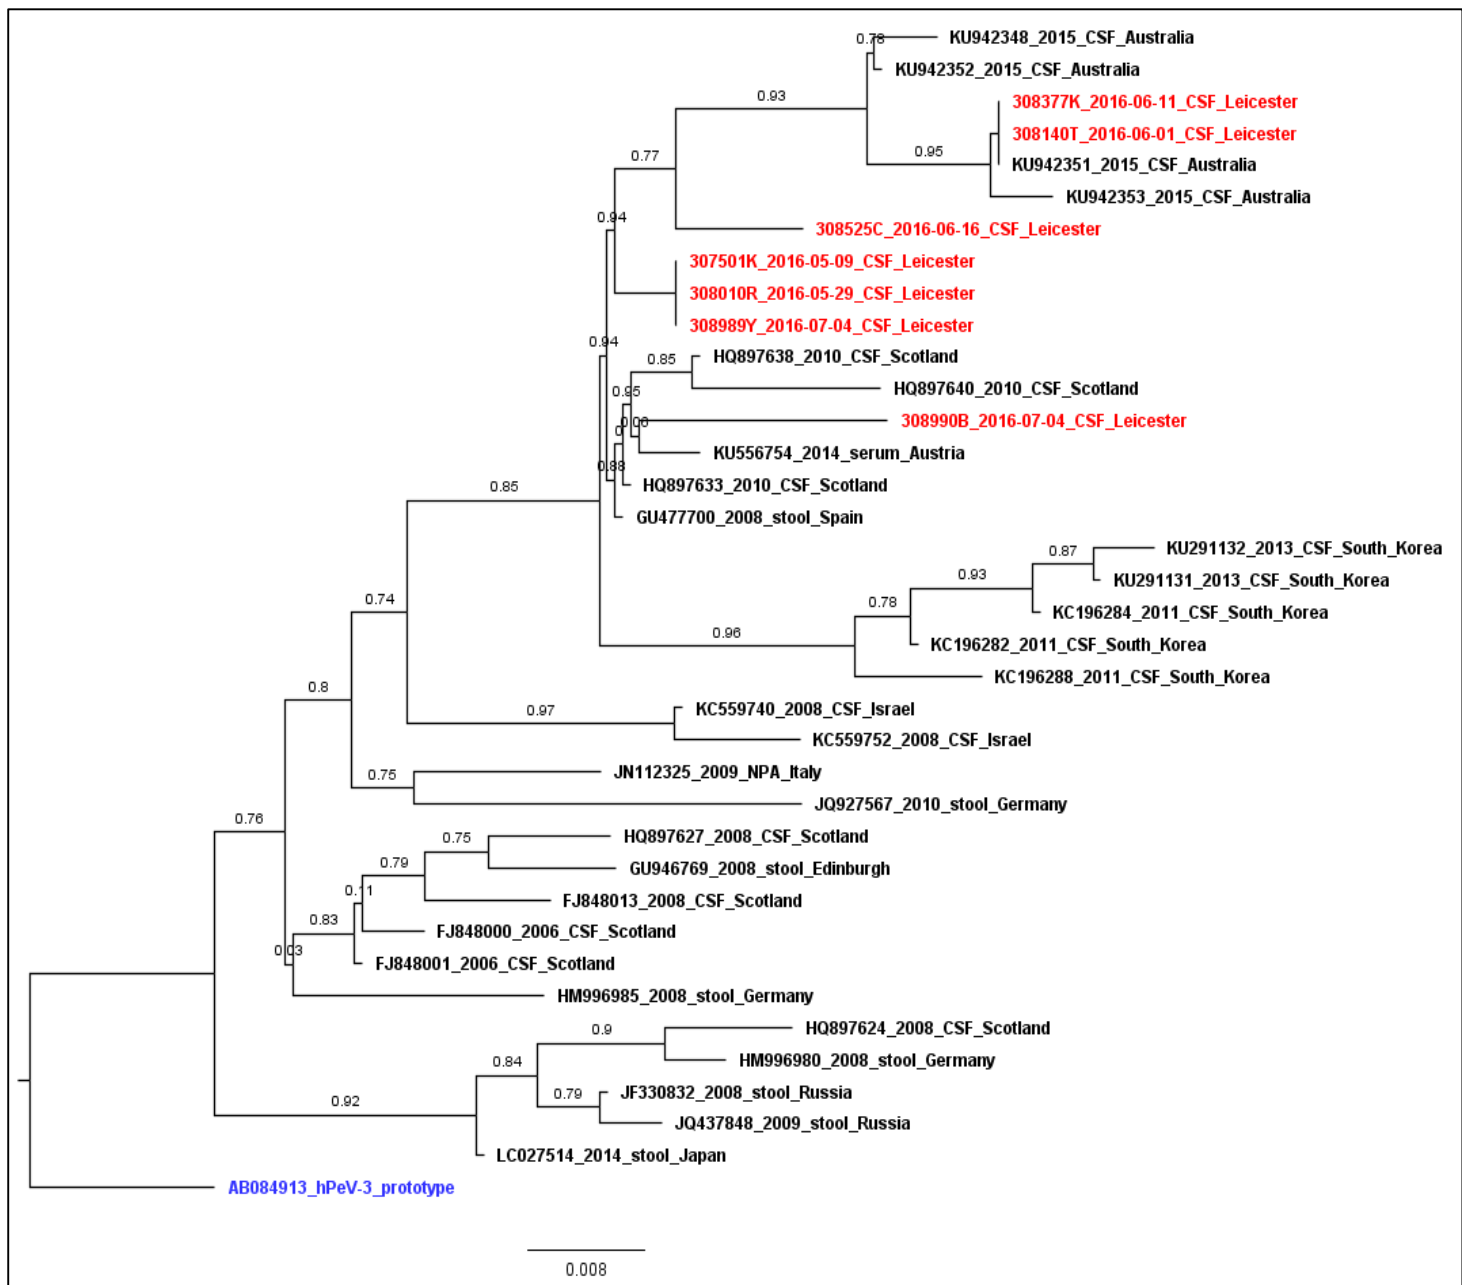 0.78
KU942348_2015_CSF_Australia
KU942352_2015_CSF_Australia
0.93
308377K_2016-06-11_CSF_Leicester
308140T_2016-06-01_CSF_Leicester
0.95
KU942351_2015_CSF_Australia
0.77
KU942353_2015_CSF_Australia
0.94
308525C_2016-06-16_CSF_Leicester
307501K_2016-05-09_CSF_Leicester
308010R_2016-05-29_CSF_Leicester
308989Y_2016-07-04_CSF_Leicester
0.94
0.85
HQ897638_2010_CSF_Scotland
0.95
HQ897640_2010_CSF_Scotland
308990B_2016-07-04_CSF_Leicester
KU556754_2014_serum_Austria
0.88
HQ897633_2010_CSF_Scotland
0.85
GU477700_2008_stool_Spain
0.87
KU291132_2013_CSF_South_Korea
0.93
KU291131_2013_CSF_South_Korea
0.74
0.78
KC196284_2011_CSF_South_Korea
0.96
KC196282_2011_CSF_South_Korea
KC196288_2011_CSF_South_Korea
0.8
0.97
KC559740_2008_CSF_Israel
KC559752_2008_CSF_Israel
0.75
JN112325_2009_NPA_Italy
JQ927567_2010_stool_Germany
0.76
0.75
HQ897627_2008_CSF_Scotland
0.79
GU946769_2008_stool_Edinburgh
0.11
FJ848013_2008_CSF_Scotland
0.83
FJ848000_2006_CSF_Scotland
0.03
FJ848001_2006_CSF_Scotland
HM996985_2008_stool_Germany
0.9
HQ897624_2008_CSF_Scotland
0.84
HM996980_2008_stool_Germany
0.79
JF330832_2008_stool_Russia
0.92
JQ437848_2009_stool_Russia
LC027514_2014_stool_Japan
AB084913_hPeV-3_prototype
0.008